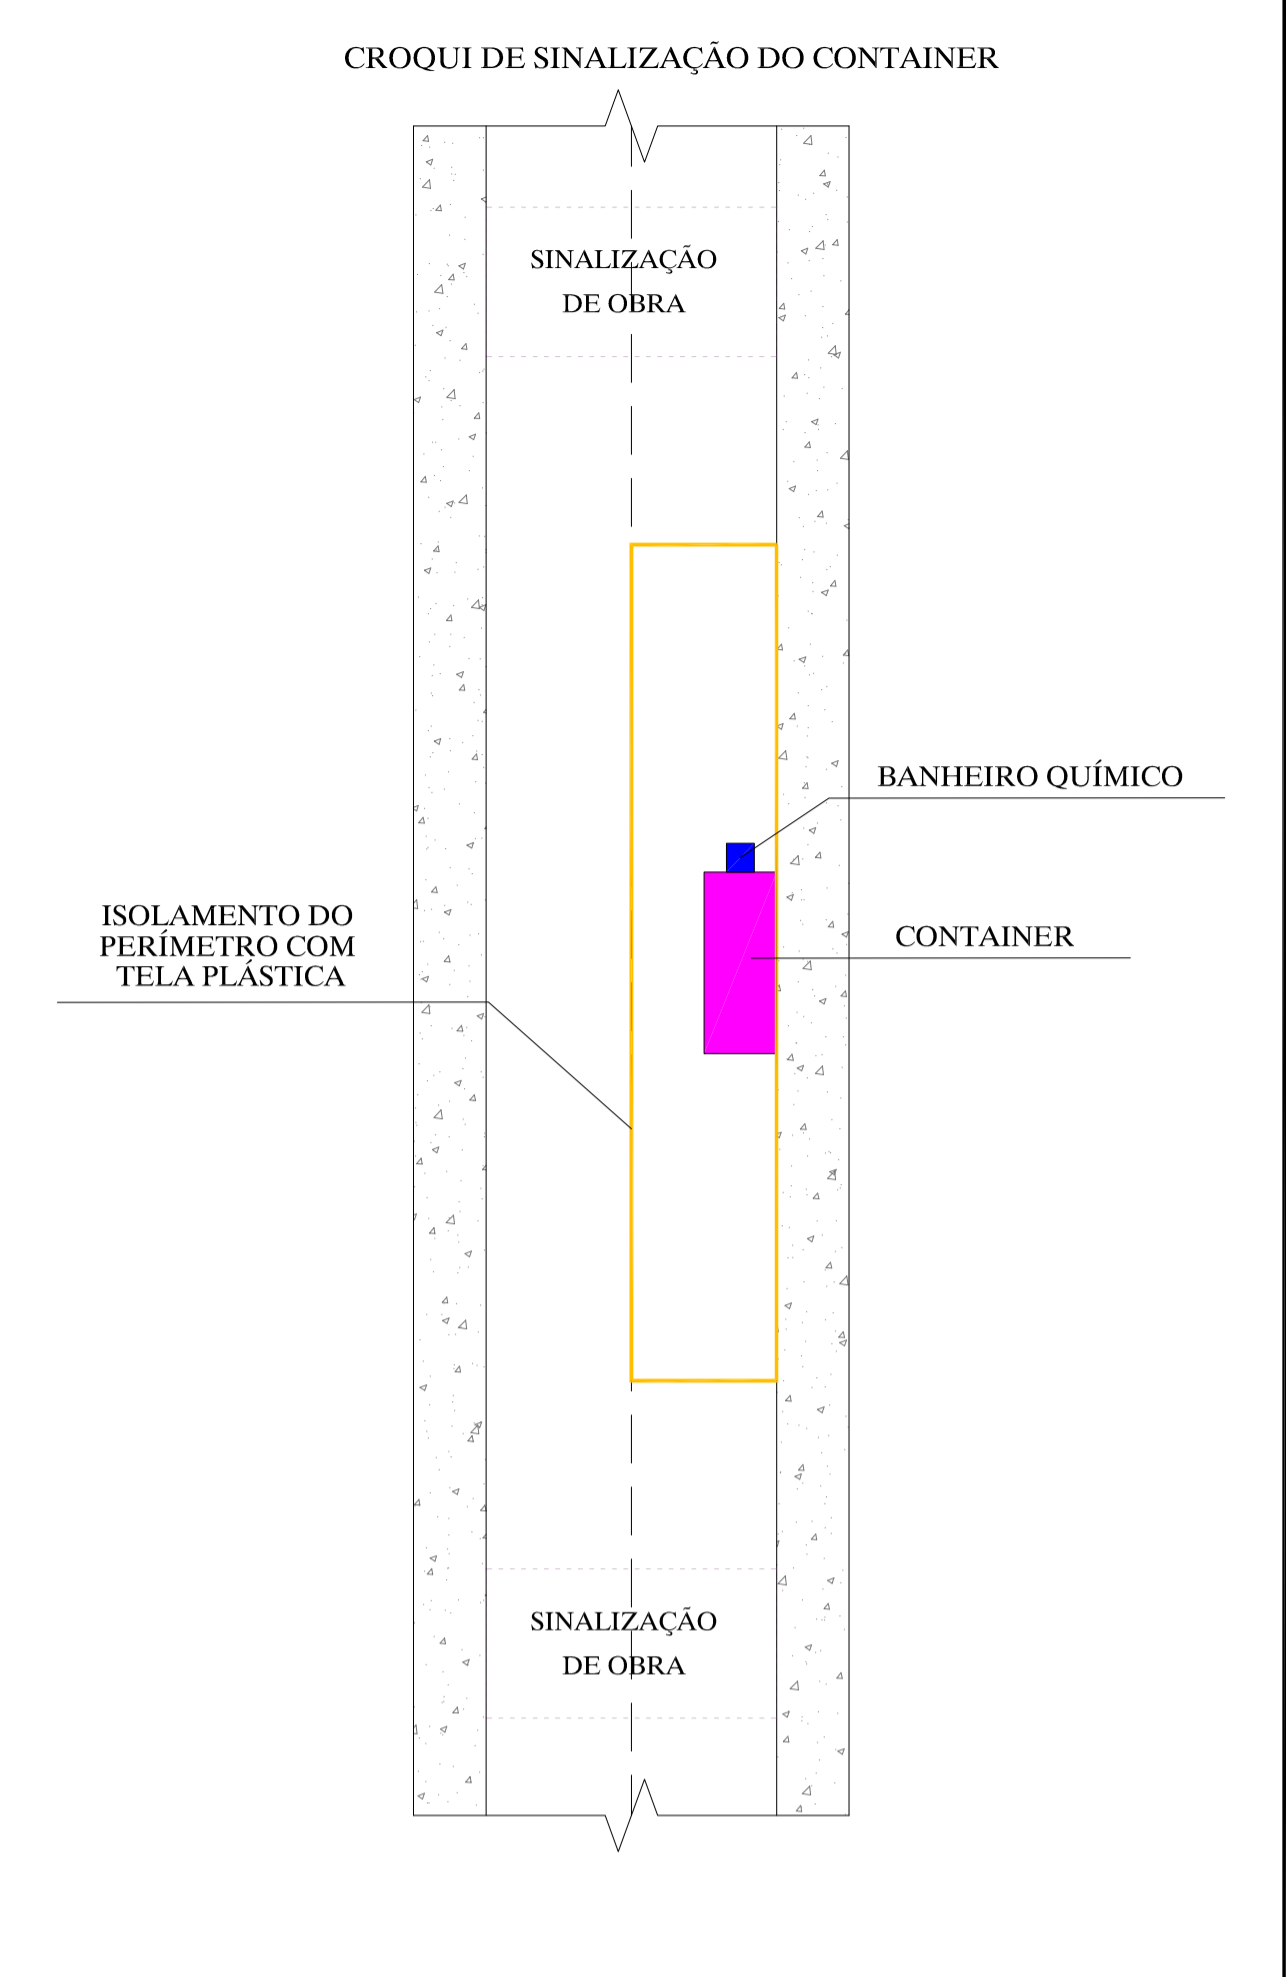 CROQUI DE SINALIZAÇÃO DO CONTAINER
SINALIZAÇÃO
DE OBRA
BANHEIRO QUÍMICO
ISOLAMENTO DO
PERÍMETRO COM
TELA PLÁSTICA
CONTAINER
SINALIZAÇÃO
DE OBRA